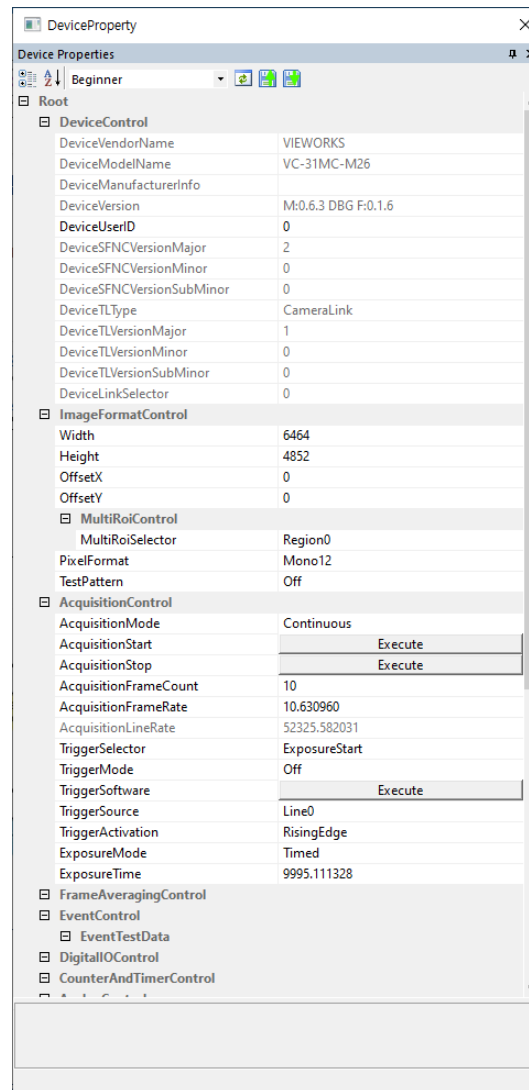 DeviceProperty
Device Properties
Beginner
Root
DeviceControl
DeviceVendorName VIEWORKS
DeviceModelName VC-31MC-M26
DeviceManufacturerInfo
DeviceVersion M:0.6.3 DBG F:0.1.6
DeviceUserID 0
DeviceSFNCVersionMajor 2
DeviceSFNCVersionMinor 0
DeviceSFNCVersionSubMinor 0
DeviceTLType CameraLink
DeviceTLVersionMajor 1
DeviceTLVersionMinor 0
DeviceTLVersionSubMinor 0
DeviceLinkSelector 0
ImageFormatControl
Width 6464
Height 4852
OffsetX 0
OffsetY 0
MultiRoiControl
MultiRoiSelector Region0
PixelFormat Mono12
TestPattern Off
AcquisitionControl
AcquisitionMode Continuous
AcquisitionStart Execute
AcquisitionStop Execute
AcquisitionFrameCount 10
AcquisitionFrameRate 10.630960
AcquisitionLineRate 52325.582031
TriggerSelector ExposureStart
TriggerMode Off
TriggerSoftware Execute
TriggerSource Line0
TriggerActivation RisingEdge
ExposureMode Timed
ExposureTime 9995.111328
FrameAveragingControl
EventControl
EventTestData
DigitalIOControl
CounterAndTimerControl